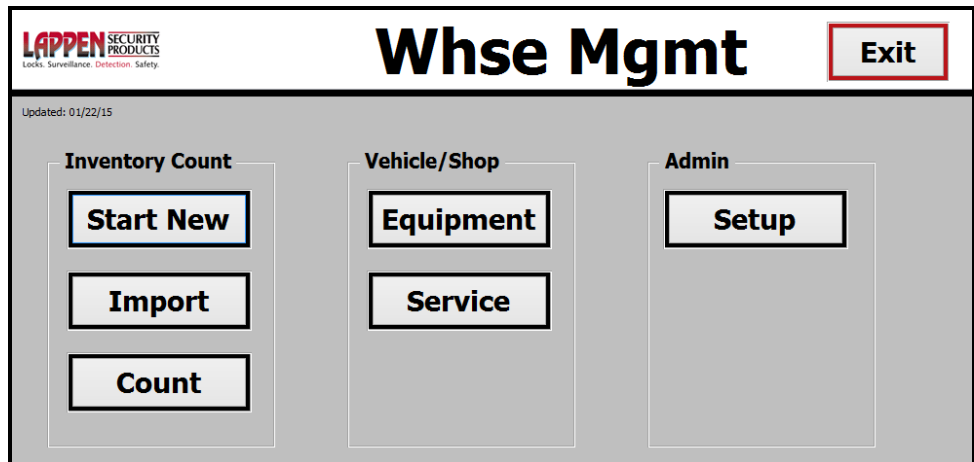 LAPPEN SECURITY PRODUCTS
Locks. Surveillance. Detection. Safety.
Whse Mgmt
Exit
Updated: 01/22/15
Inventory Count
Start New
Import
Count
Vehicle/Shop
Equipment
Service
Admin
Setup